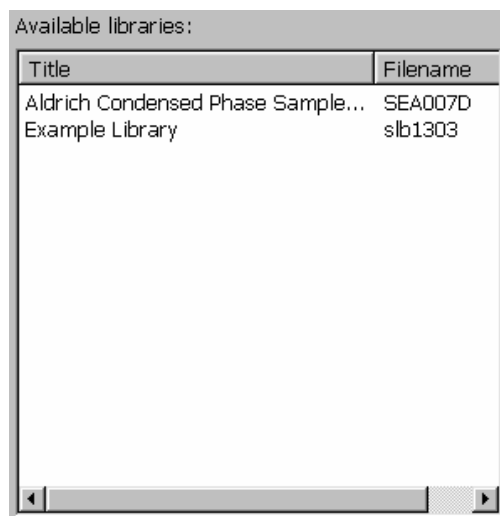 Available libraries:
Title Filename
Aldrich Condensed Phase Sample... SEA007D
Example Library slb1303